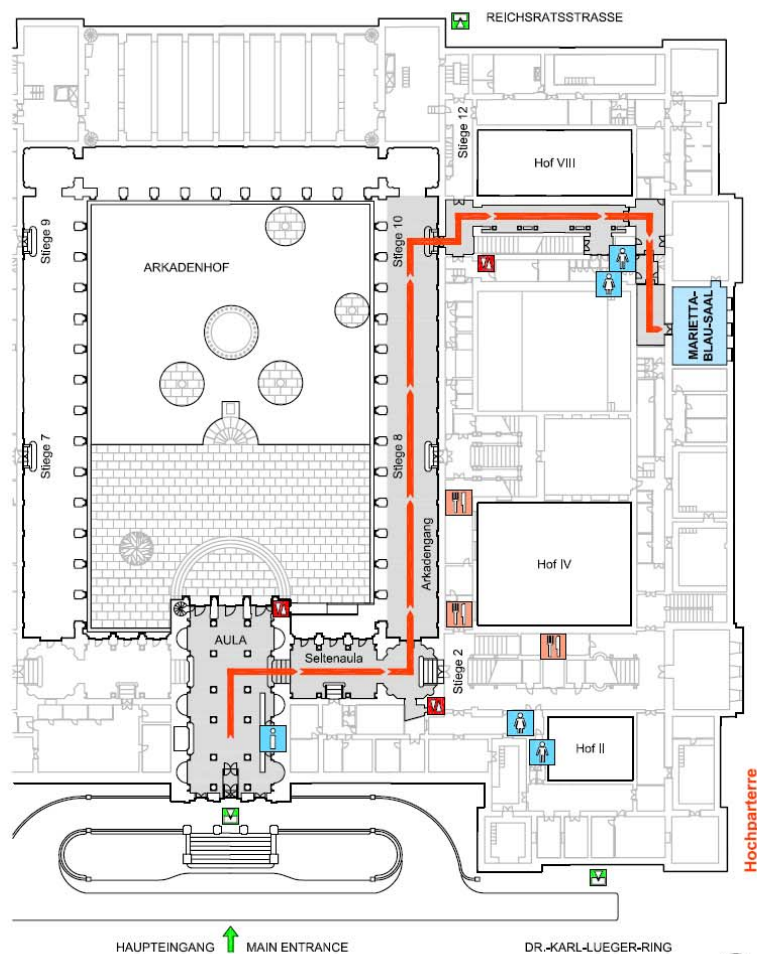 REICHSRATSSTRASSE
Stiege 12
Hof VIII
Stiege 9
Stiege 10
ARKADENHOF
MARIETTA-
BLAU-SAAL
Stiege 7
Stiege 8
Arkadengang
Hof IV
AULA
Seitenaula
Stiege 2
Hof II
Hochparterre
HAUPTEINGANG
MAIN ENTRANCE
DR.-KARL-LUEGER-RING